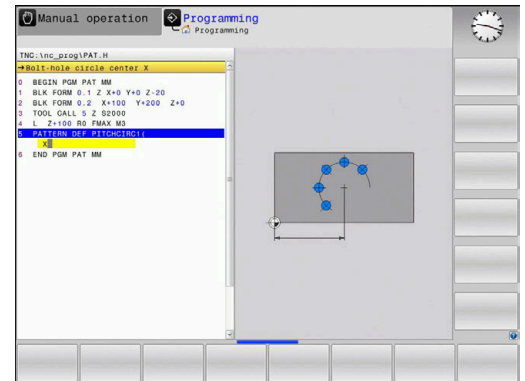 Manual operation
Programming
Programming
TNC:\nc_prog\PAT.H
→Bolt-hole circle center X
0 BEGIN PGM PAT MM
1 BLK FORM 0.1 Z X+0 Y+0 Z-20
2 BLK FORM 0.2 X+100 Y+200 Z+0
3 TOOL CALL 5 Z S2000
4 L Z+100 R0 FMAX M3
5 PATTERN DEF PITCHCIRC1(
X
6 END PGM PAT MM